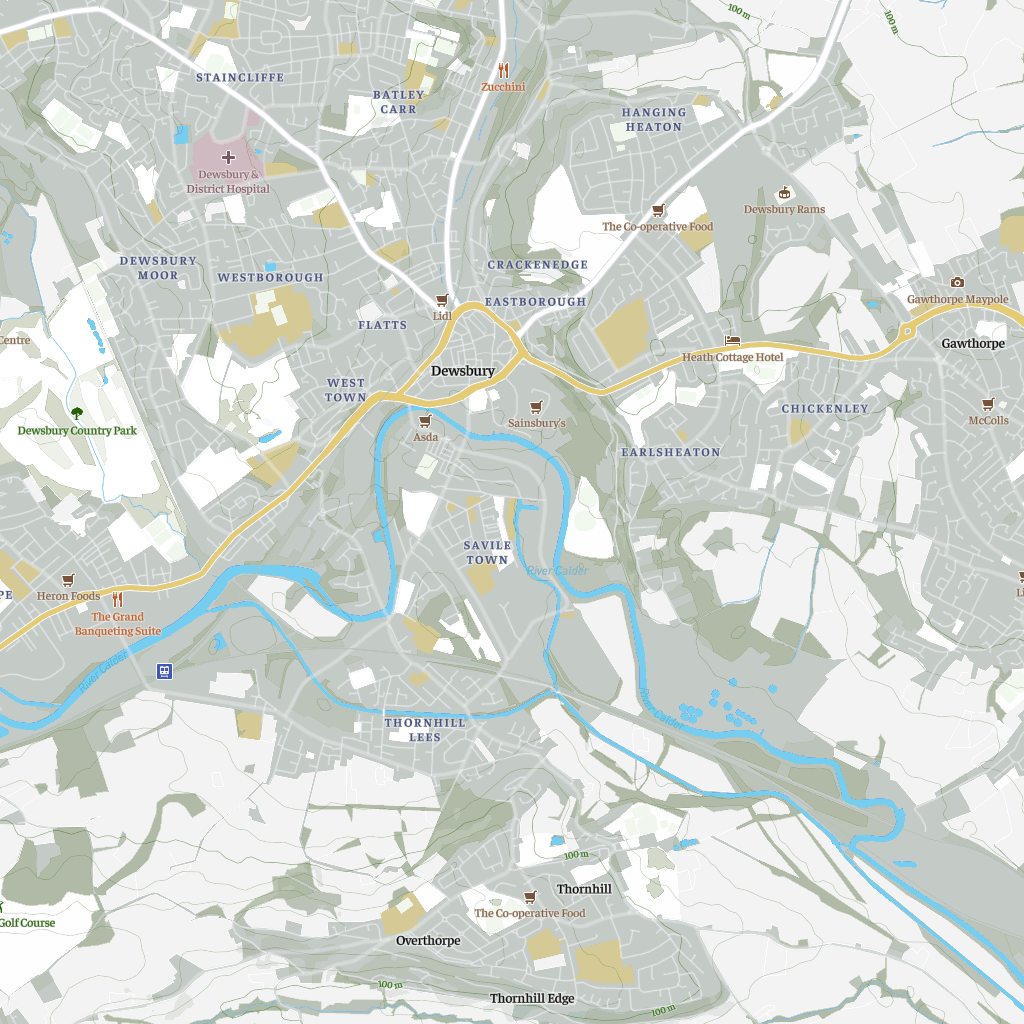 100 m
100 m
Zucchini
STAINCLIFFE
BATLEY
CARR
HANGING
HEATON
Dewsbury &
District Hospital
Dewsbury Rams
The Co-operative Food
DEWSBURY
MOOR
WESTBOROUGH
CRACKENEDGE
EASTBOROUGH
Gawthorpe Maypole
Lidl
FLATTS
Centre
Gawthorpe
Heath Cottage Hotel
Dewsbury
WEST
TOWN
CHICKENLEY
Dewsbury Country Park
Asda
Sainsbury's
McColls
EARLSHEATON
SAVILE
TOWN
River Calder
PE
Heron Foods
The Grand
Banqueting Suite
Li
River Calder
River Calder
THORNHILL
LEES
100 m
Thornhill
The Co-operative Food
Golf Course
Overthorpe
100 m
Thornhill Edge
100 m